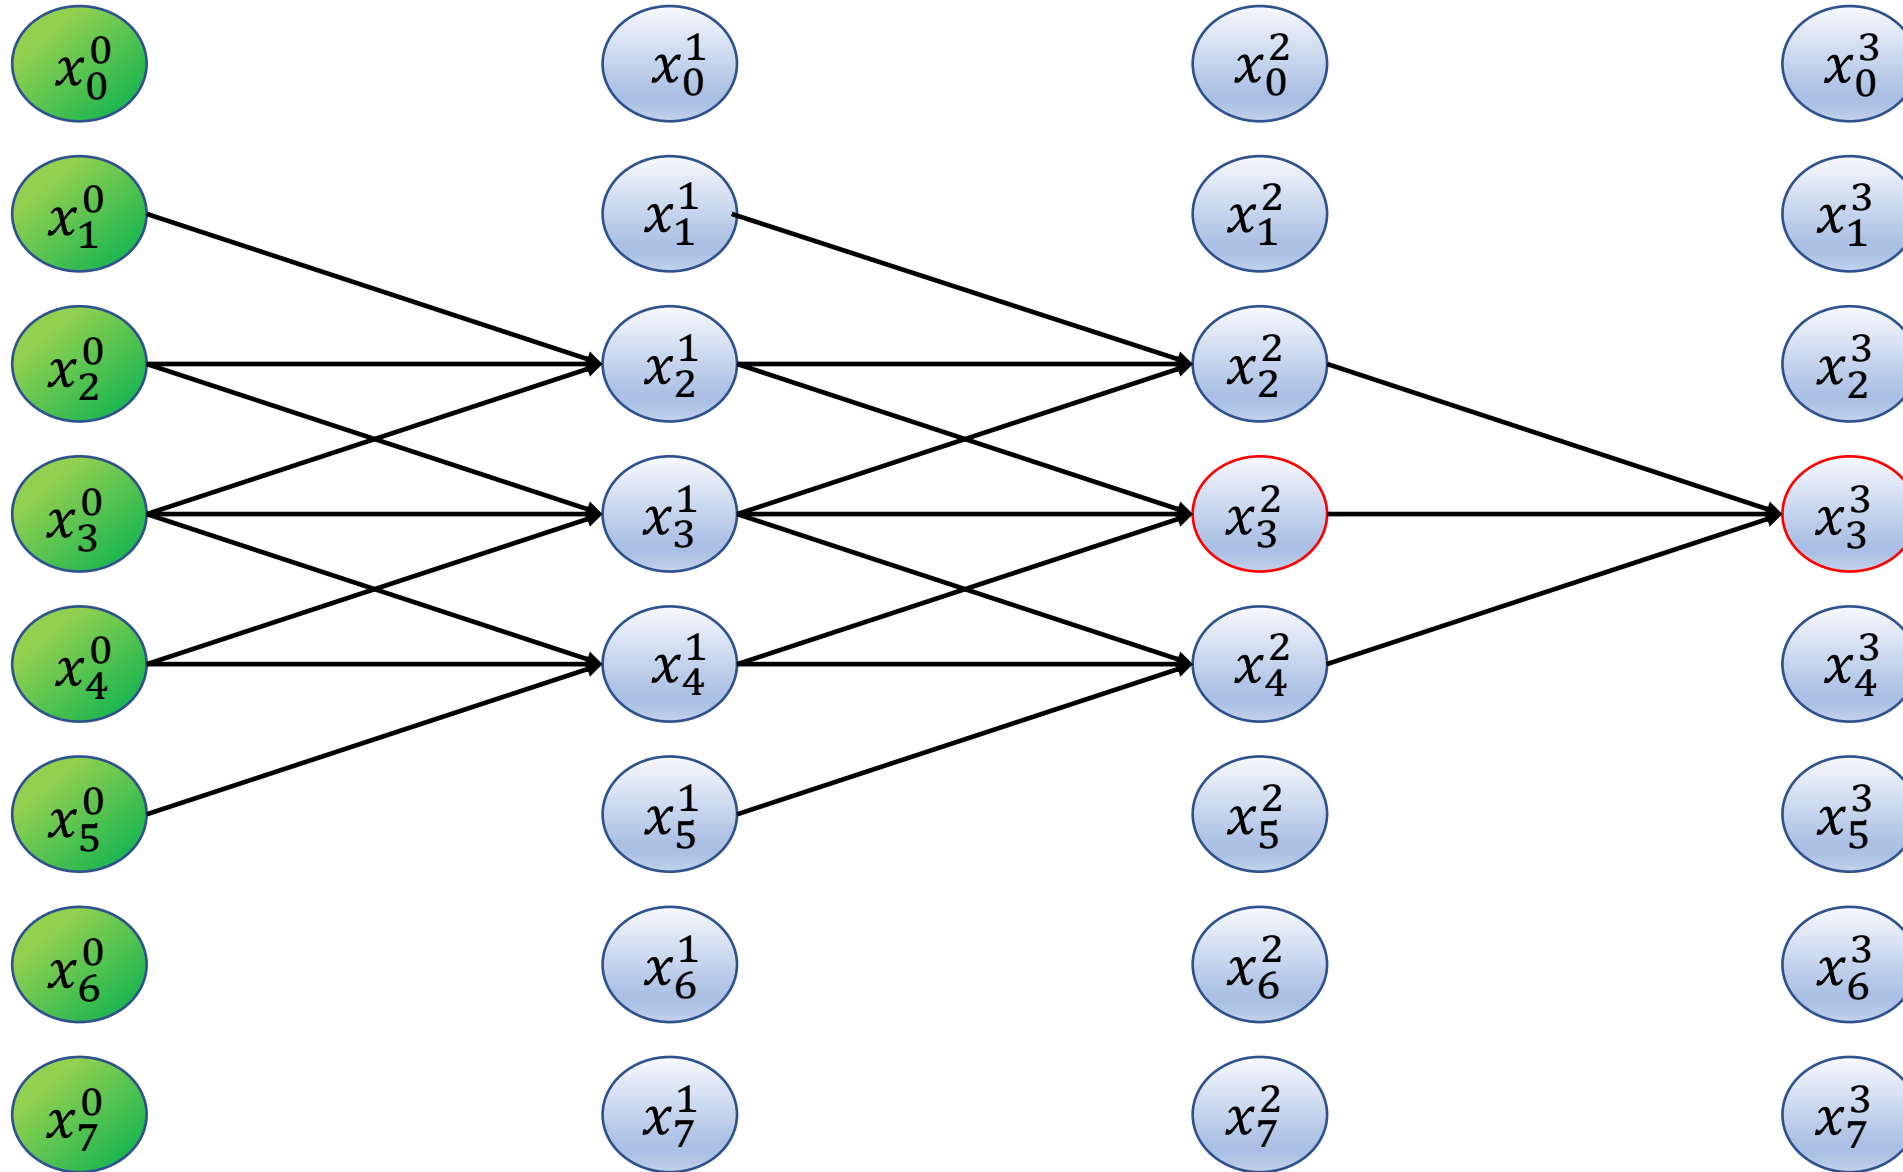 x_0^0 x_0^1 x_0^2 x_0^3
x_1^0 x_1^1 x_1^2 x_1^3
x_2^0 x_2^1 x_2^2 x_2^3
x_3^0 x_3^1 x_3^2 x_3^3
x_4^0 x_4^1 x_4^2 x_4^3
x_5^0 x_5^1 x_5^2 x_5^3
x_6^0 x_6^1 x_6^2 x_6^3
x_7^0 x_7^1 x_7^2 x_7^3